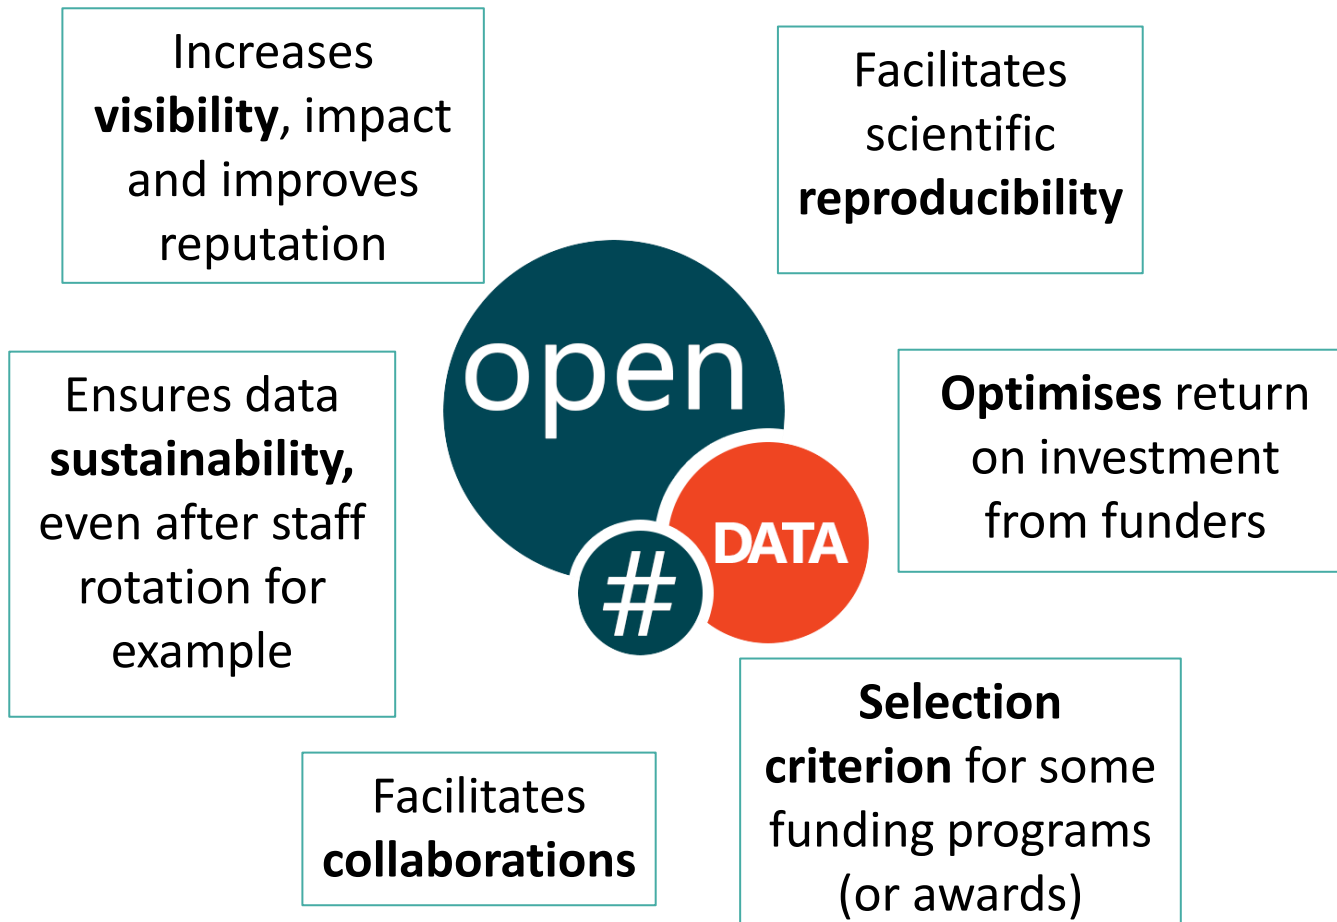 Increases
visibility, impact
and improves
reputation
Facilitates
scientific
reproducibility
open
DATA
#
Ensures data
sustainability,
even after staff
rotation for
example
Optimises return
on investment
from funders
Facilitates
collaborations
Selection
criterion for some
funding programs
(or awards)